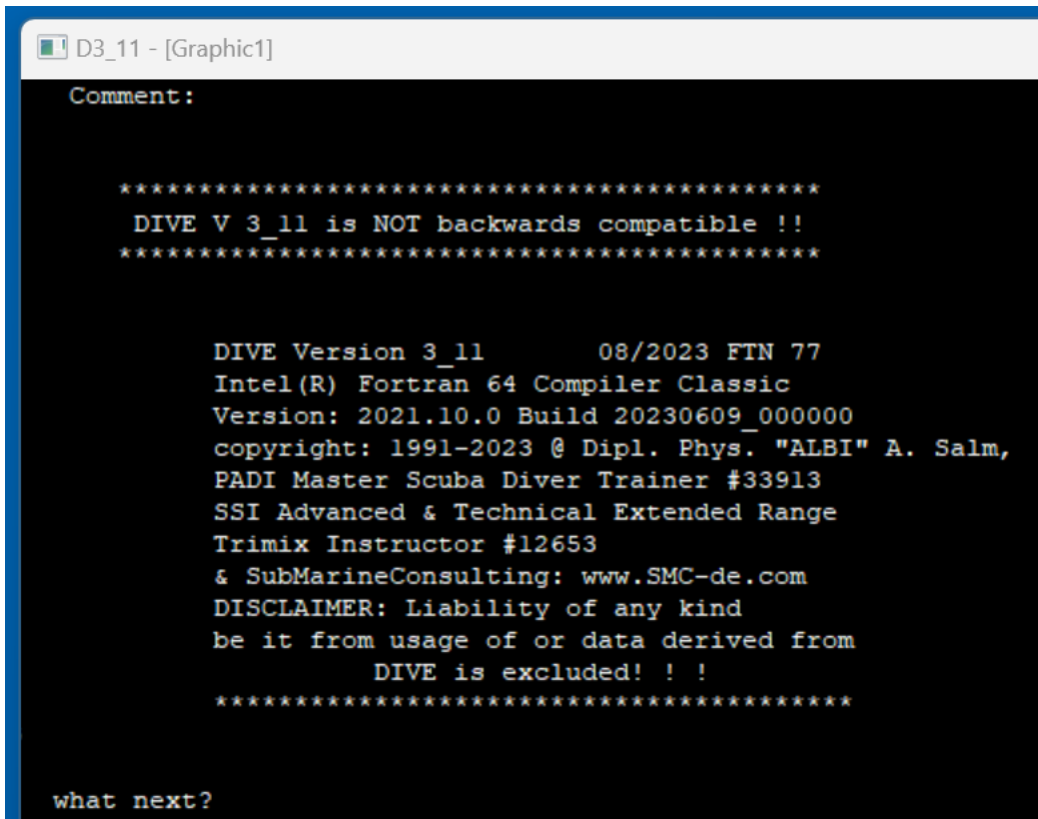 D3_11 - [Graphic1]
Comment:
********************************************
DIVE V 3_11 is NOT backwards compatible !!
********************************************
DIVE Version 3_11 08/2023 FTN 77
Intel(R) Fortran 64 Compiler Classic
Version: 2021.10.0 Build 20230609_000000
copyright: 1991-2023 @ Dipl. Phys. "ALBI" A. Salm,
PADI Master Scuba Diver Trainer #33913
SSI Advanced & Technical Extended Range
Trimix Instructor #12653
& SubMarineConsulting: www.SMC-de.com
DISCLAIMER: Liability of any kind
be it from usage of or data derived from
DIVE is excluded! ! !
****************************************
what next?